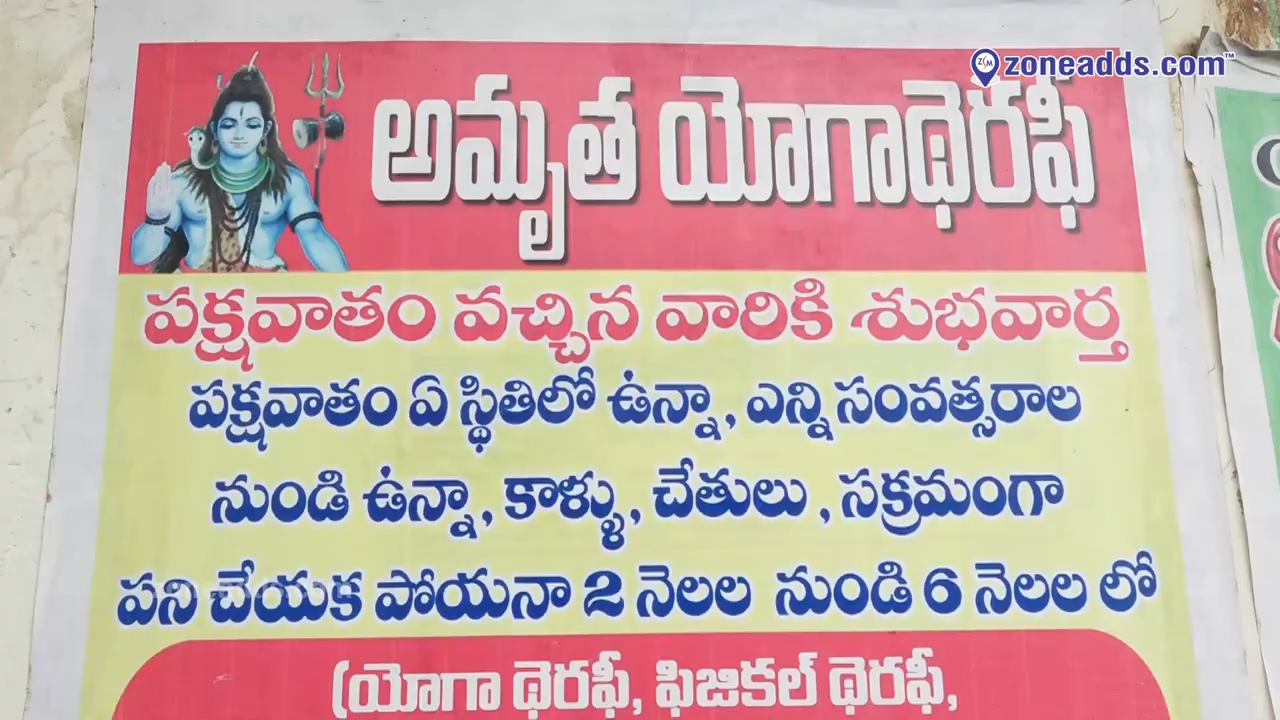 zoneadds.com™
అమృత యోగాథెరఫీ
పక్షవాతం వచ్చిన వారికి శుభవార్త
పక్షవాతం ఏ స్థితిలో ఉన్నా, ఎన్ని సంవత్సరాల
నుండి ఉన్నా, కాళ్ళు, చేతులు, సక్రమంగా
పని చేయక పోయనా 2 నెలల నుండి 6 నెలల లో
(యోగా థెరఫీ, ఫిజికల్ థెరఫీ,